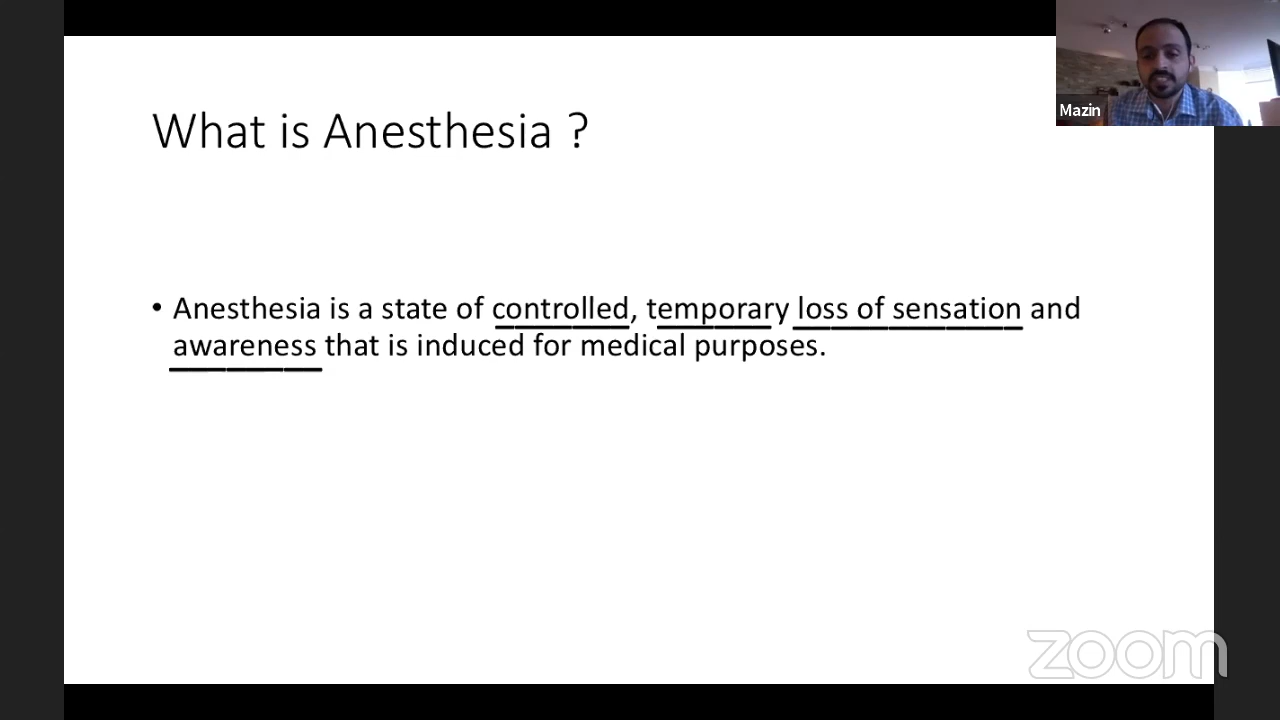 Mazin
What is Anesthesia ?
• Anesthesia is a state of controlled, temporary loss of sensation and
awareness that is induced for medical purposes.
zoom